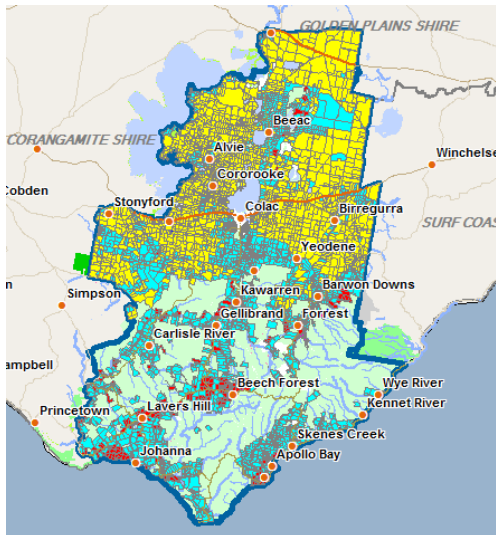 GOLDEN PLAINS SHIRE
Beeac
CORANGAMITE SHIRE
Alvie
Winchelse
Cororooke
Cobden
Stonyford
Colac
Birregurra
SURF COAS
Yeodene
n
Simpson
Kawarren
Barwon Downs
Gellibrand
Forrest
Carlisle River
ampbell
Beech Forest
Wye River
Princetown
Lavers Hill
Kennet River
Skenes Creek
Johanna
Apollo Bay